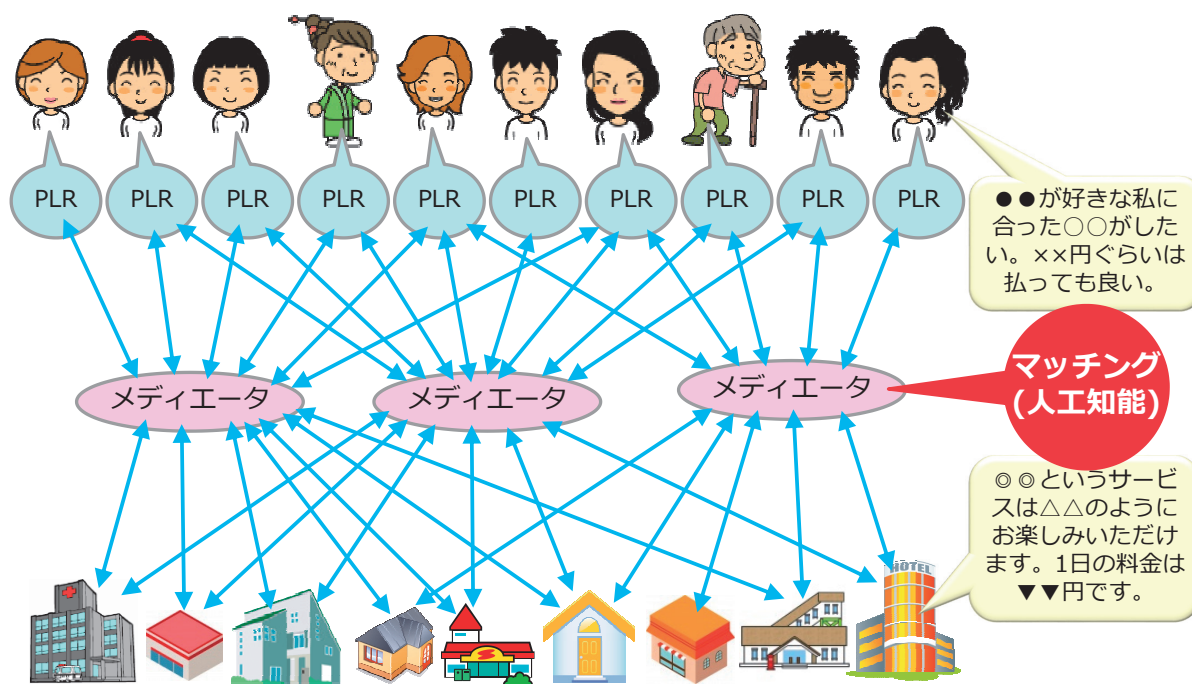 PLR
PLR
PLR
PLR
PLR
PLR
PLR
PLR
PLR
PLR
●●が好きな私に
合った○○がした
い。××円ぐらいは
払っても良い。
メディエータ
メディエータ
メディエータ
マッチング
(人工知能)
◎◎というサービ
スは△△のように
お楽しみいただけ
ます。1日の料金は
▼▼円です。
HOTEL